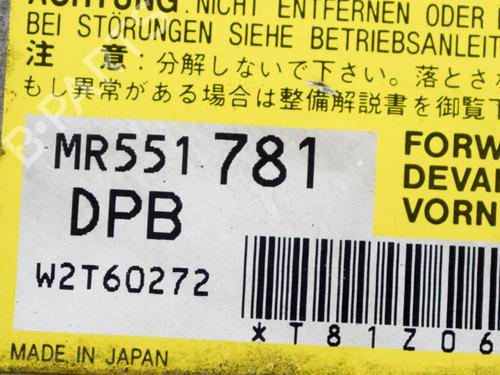 ACHTUNG: NICHT ENTFERNEN ODER
BEI STÖRUNGEN SIEHE BETRIEBSANLEIT
注 意：分解しないで下さい。落とさ
もし異常がある場合は整備解説書を御覧下
MR551 781
DPB
W2T60272
FORW
DEVA
VORN
*T81Z06
MADE IN JAPAN
B·PARTS